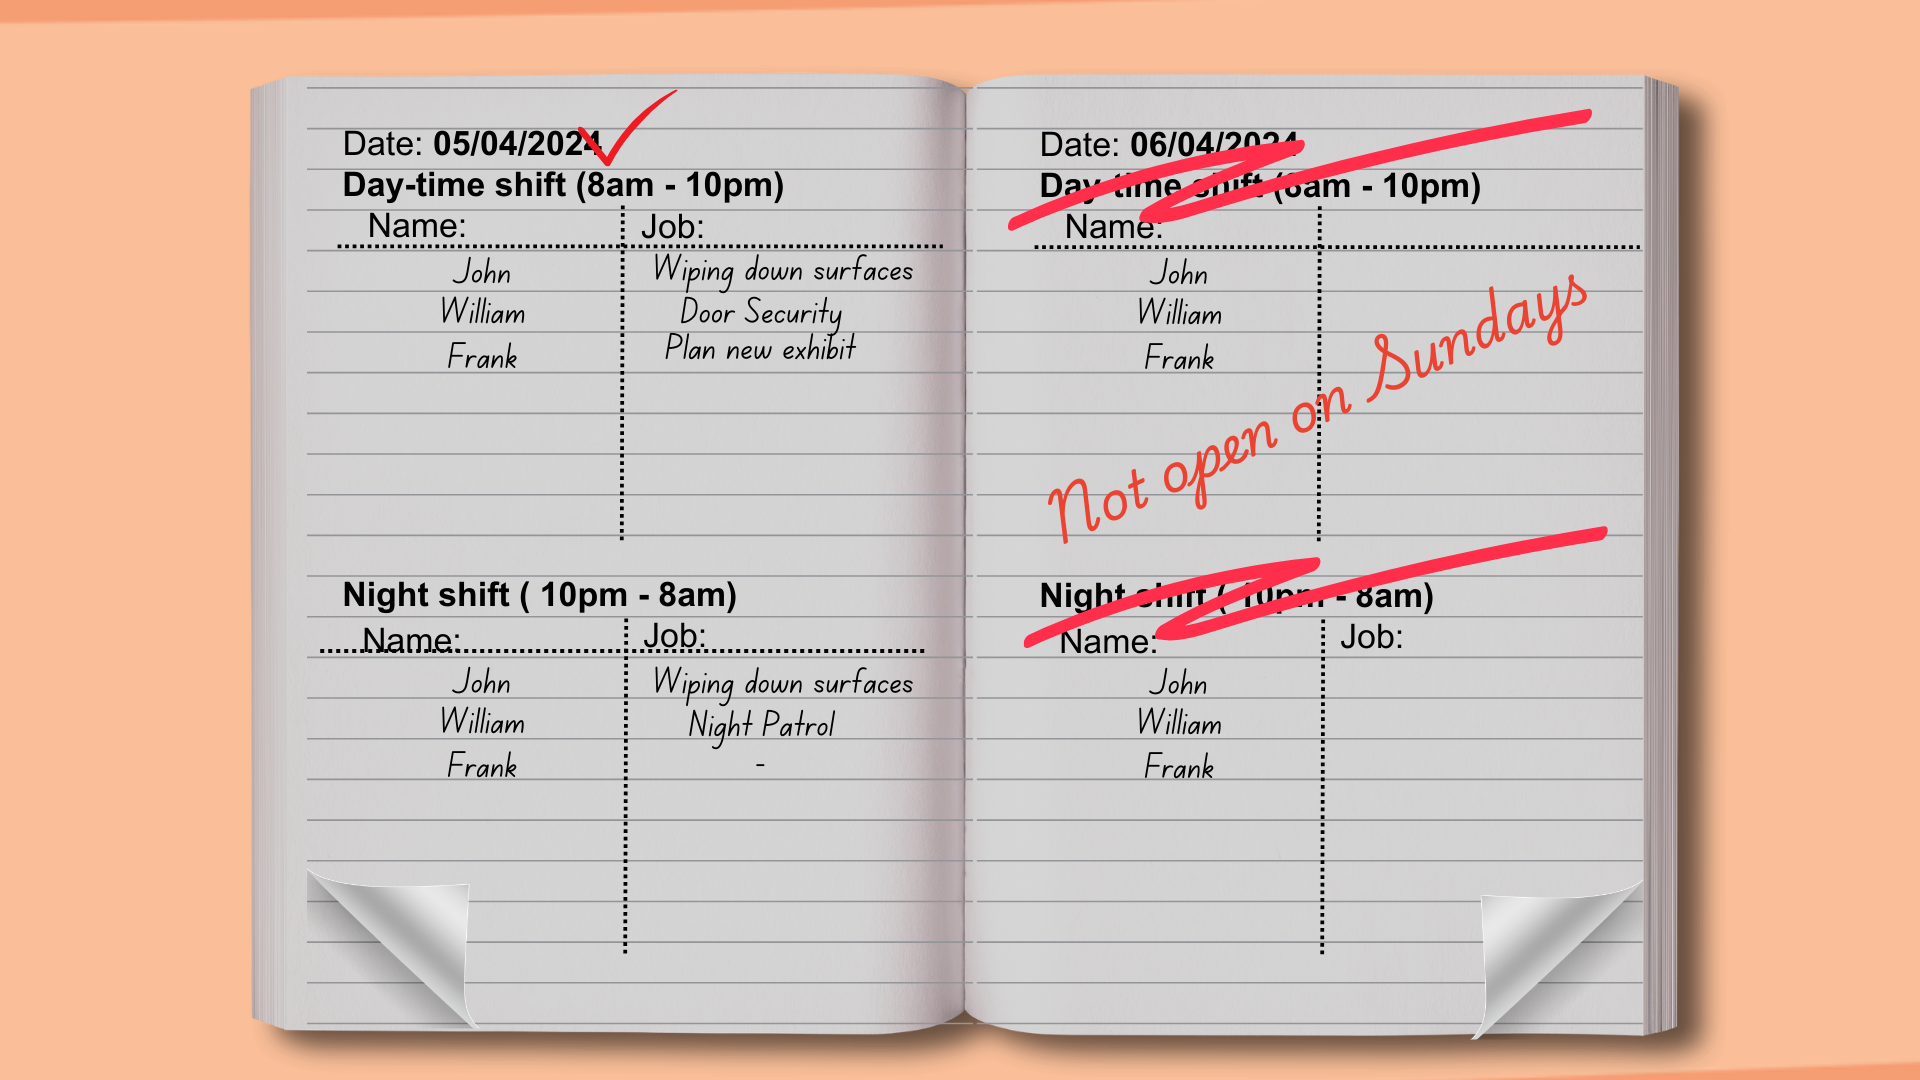 Date: 05/04/2024
Day-time shift (8am - 10pm)
Name: Job:
John Wiping down surfaces
William Door Security
Frank Plan new exhibit
Night shift ( 10pm - 8am)
Name: Job:
John Wiping down surfaces
William Night Patrol
Frank -
Date: 06/04/2024
Day-time shift (8am - 10pm)
Name:
John
William
Frank
Not open on Sundays
Night shift ( 10pm - 8am)
Name: Job:
John
William
Frank